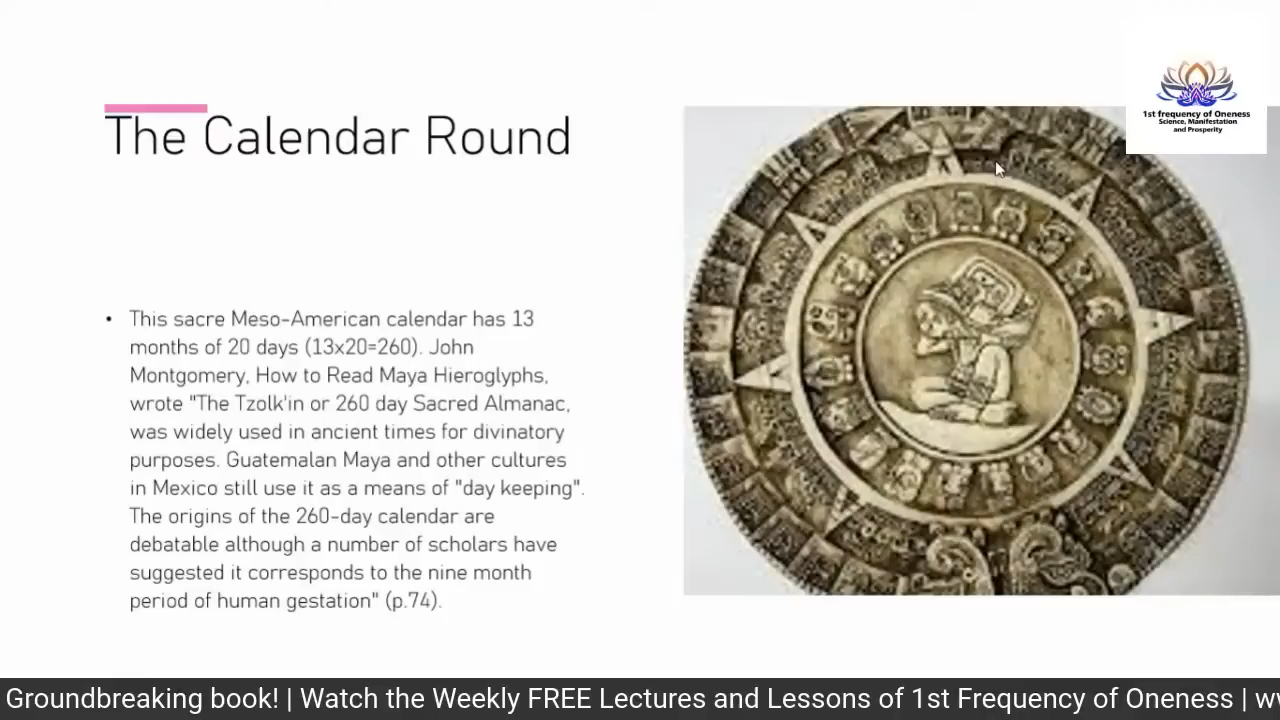 1st frequency of Oneness
Science, Manifestation
and Prosperity
The Calendar Round
• This sacre Meso-American calendar has 13
months of 20 days (13x20=260). John
Montgomery, How to Read Maya Hieroglyphs,
wrote "The Tzolk'in or 260 day Sacred Almanac,
was widely used in ancient times for divinatory
purposes. Guatemalan Maya and other cultures
in Mexico still use it as a means of "day keeping".
The origins of the 260-day calendar are
debatable although a number of scholars have
suggested it corresponds to the nine month
period of human gestation" (p.74).
Groundbreaking book! | Watch the Weekly FREE Lectures and Lessons of 1st Frequency of Oneness |